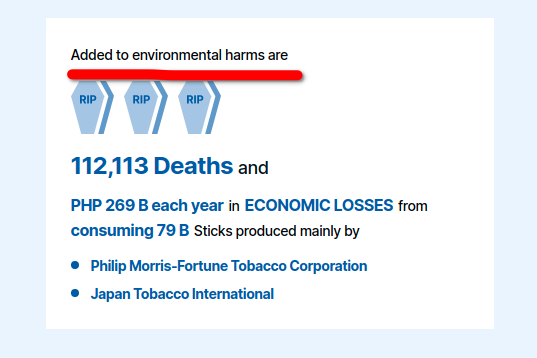 Added to environmental harms are
RIP RIP RIP
112,113 Deaths and
PHP 269 B each year in ECONOMIC LOSSES from
consuming 79 B Sticks produced mainly by
Philip Morris-Fortune Tobacco Corporation
Japan Tobacco International